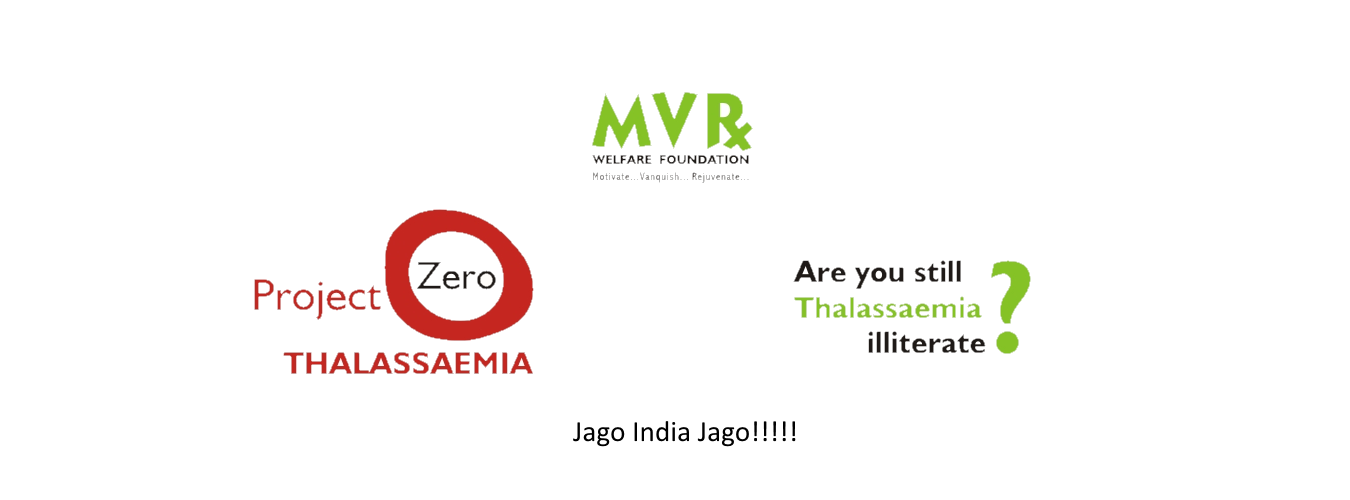 MVRx
WELFARE FOUNDATION
Motivate...Vanquish... Rejuvenate...
Project Zero
THALASSAEMIA
Are you still
Thalassaemia
illiterate ?
Jago India Jago!!!!!